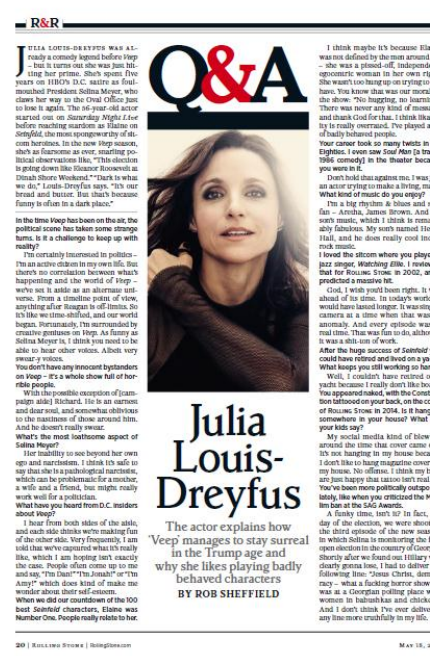 R&R
JULIA LOUIS-DREYFUS WAS AL-
ready a comedy legend before Veep
– but it turns out she was just hit-
ting her prime. She's spent five
years on HBO's D.C. satire as foul-
mouthed President Selina Meyer, who
claws her way to the Oval Office just
to lose it again. The 56-year-old actor
started out on Saturday Night Live
before reaching stardom as Elaine on
Seinfeld, the most spongeworthy of sit-
com heroines. In the new Veep season,
she's as fearsome as ever, snarling po-
litical observations like, "This election
is going down like Eleanor Roosevelt at
Dinah Shore Weekend." "Dark is what
we do," Louis-Dreyfus says. "It's our
bread and butter. But that's because
funny is often in a dark place."
In the time Veep has been on the air, the
political scene has taken some strange
turns. Is it a challenge to keep up with
reality?
I'm certainly interested in politics –
I'm an active citizen in my own life. But
there's no correlation between what's
happening and the world of Veep –
we've set it aside as an alternate uni-
verse. From a timeline point of view,
anything after Reagan is off-limits. So
it's like we time-shifted, and our world
began. Fortunately, I'm surrounded by
creative geniuses on Veep. As funny as
Selina Meyer is, I think you need to be
able to hear other voices. Albeit very
swear-y voices.
You don't have any innocent bystanders
on Veep – it's a whole show full of hor-
rible people.
With the possible exception of [cam-
paign aide] Richard. He is an earnest
and dear soul, and somewhat oblivious
to the nastiness of those around him.
And he doesn't really swear.
What's the most loathsome aspect of
Selina Meyer?
Her inability to see beyond her own
ego and narcissism. I think it's safe to
say that she is a pathological narcissist,
which can be problematic for a mother,
a wife and a friend, but might really
work well for a politician.
What have you heard from D.C. insiders
about Veep?
I hear from both sides of the aisle,
and each side thinks we're making fun
of the other side. Very frequently, I am
told that we've captured what it's really
like, which I am hoping isn't exactly
the case. People often come up to me
and say, "I'm Dan!" "I'm Jonah!" or "I'm
Amy!" which does kind of make me
wonder about their self-esteem.
When we did our countdown of the 100
best Seinfeld characters, Elaine was
Number One. People really relate to her.
Q&A
Julia
Louis-
Dreyfus
The actor explains how
'Veep' manages to stay surreal
in the Trump age and
why she likes playing badly
behaved characters
BY ROB SHEFFIELD
I think maybe it's because Ela
was not defined by the men around
– she was a pissed-off, independe
egocentric woman in her own rig
She wasn't too hung up on trying to
have. You know that was our moral
the show: "No hugging, no learni
There was never any kind of messa
and thank God for that. I think lika
ity is really overrated. I've played a
of badly behaved people.
Your career took so many twists in
Eighties. I even saw Soul Man [a tra
1986 comedy] in the theater beca
you were in it.
Don't hold that against me. I was j
an actor trying to make a living, m
What kind of music do you enjoy?
I'm a big rhythm & blues and s
fan – Aretha, James Brown. And
son's music, which I think is rema
ably fabulous. My son's named He
Hall, and he does really cool ind
rock music.
I loved the sitcom where you playe
jazz singer, Watching Ellie. I review
that for ROLLING STONE in 2002, an
predicted a massive hit.
God, I wish you'd been right. It w
ahead of its time. In today's world
would have lasted longer. It was sing
camera at a time when that was
anomaly. And every episode was
real time. That was fun to do, altho
it was a shit-ton of work.
After the huge success of Seinfeld y
could have retired and lived on a ya
What keeps you still working so har
Well, I couldn't have retired o
yacht because I really don't like boa
You appeared naked, with the Const
tion tattooed on your back, on the co
of ROLLING STONE in 2014. Is it hang
somewhere in your house? What
your kids say?
My social media kind of blew
around the time that cover came o
It's not hanging in my house beca
I don't like to hang magazine cover
my house. No offense. I think my b
are just happy that tattoo isn't real
You've been more politically outspo
lately, like when you criticized the M
lim ban at the SAG Awards.
A funny time, isn't it? In fact,
day of the election, we were shoot
the third episode of the new seas
in which Selina is monitoring the f
open election in the country of Georg
Shortly after we found out Hillary
clearly gonna lose, I had to deliver
following line: "Jesus Christ, dem
racy – what a fucking horror show
was at a Georgian polling place w
women in babushkas and chicke
And I don't think I've ever delive
any line more truthfully in my life.
20 | ROLLING STONE | RollingStone.com
MAY 18, 2